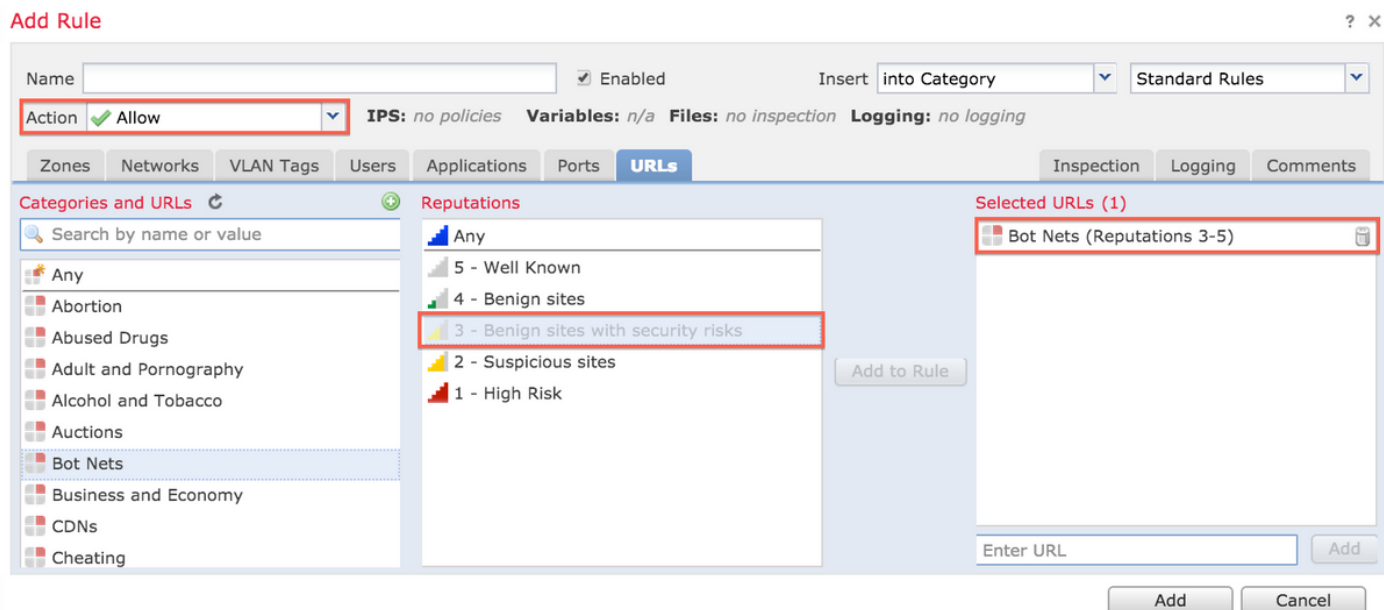 Add Rule ? ×
Name Enabled Insert into Category Standard Rules
Action Allow IPS: no policies Variables: n/a Files: no inspection Logging: no logging
Zones Networks VLAN Tags Users Applications Ports URLs Inspection Logging Comments
Categories and URLs
Search by name or value
Any
Abortion
Abused Drugs
Adult and Pornography
Alcohol and Tobacco
Auctions
Bot Nets
Business and Economy
CDNs
Cheating
Reputations
Any
5 - Well Known
4 - Benign sites
3 - Benign sites with security risks
2 - Suspicious sites
1 - High Risk
Add to Rule
Selected URLs (1)
Bot Nets (Reputations 3-5)
Enter URL Add
Add Cancel